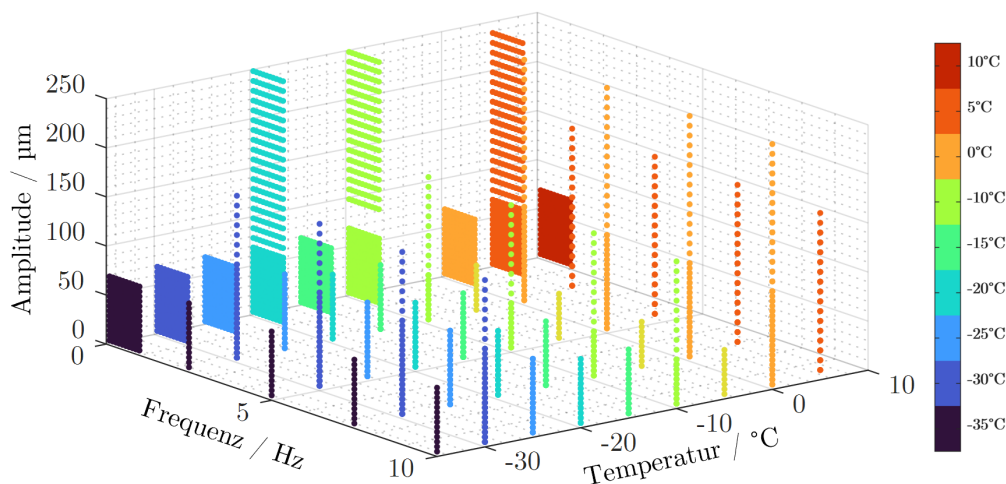 250
200
150
100
50
0
Amplitude / µm
0
5
10
Frequenz / Hz
-30
-20
-10
0
10
Temperatur / °C
10°C
5°C
0°C
-10°C
-15°C
-20°C
-25°C
-30°C
-35°C